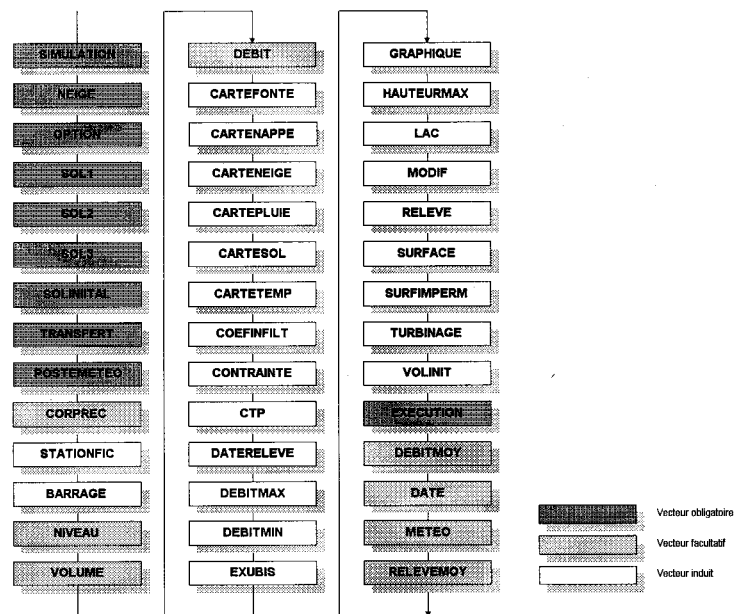 SIMULATION
NEIGE
OPTION
SOL1
SOL2
SOL3
SOLINITAL
TRANSFERT
POSTEMETEO
CORPREC
STATIONFIC
BARRAGE
NIVEAU
VOLUME
DEBIT
CARTEFONTE
CARTENAPPE
CARTENEIGE
CARTEPLUIE
CARTESOL
CARTETEMP
COEFINFILT
CONTRAINTE
CTP
DATERELEVE
DEBITMAX
DEBITMIN
EXUBIS
GRAPHIQUE
HAUTEURMAX
LAC
MODIF
RELEVE
SURFACE
SURFIMPERM
TURBINAGE
VOLINIT
EXECUTION
DEBITMOY
DATE
METEO
RELEVEMOY
Vecteur obligatoire
Vecteur facultatif
Vecteur induit